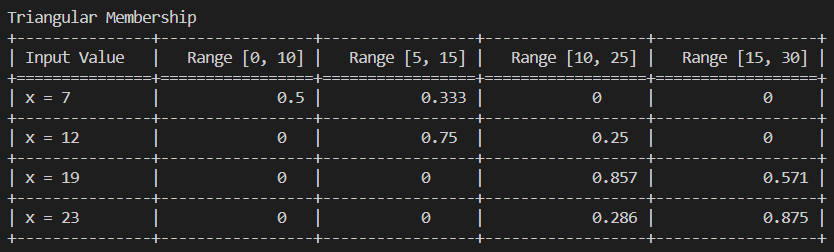 Triangular Membership
+---------------+-----------------+-----------------+------------------+------------------+
| Input Value   |   Range [0, 10] |   Range [5, 15] |   Range [10, 25] |   Range [15, 30] |
+===============+=================+=================+==================+==================+
| x = 7         |           0.5   |           0.333 |            0     |            0     |
+---------------+-----------------+-----------------+------------------+------------------+
| x = 12        |           0     |           0.75  |            0.25  |            0     |
+---------------+-----------------+-----------------+------------------+------------------+
| x = 19        |           0     |           0     |            0.857 |            0.571 |
+---------------+-----------------+-----------------+------------------+------------------+
| x = 23        |           0     |           0     |            0.286 |            0.875 |
+---------------+-----------------+-----------------+------------------+------------------+